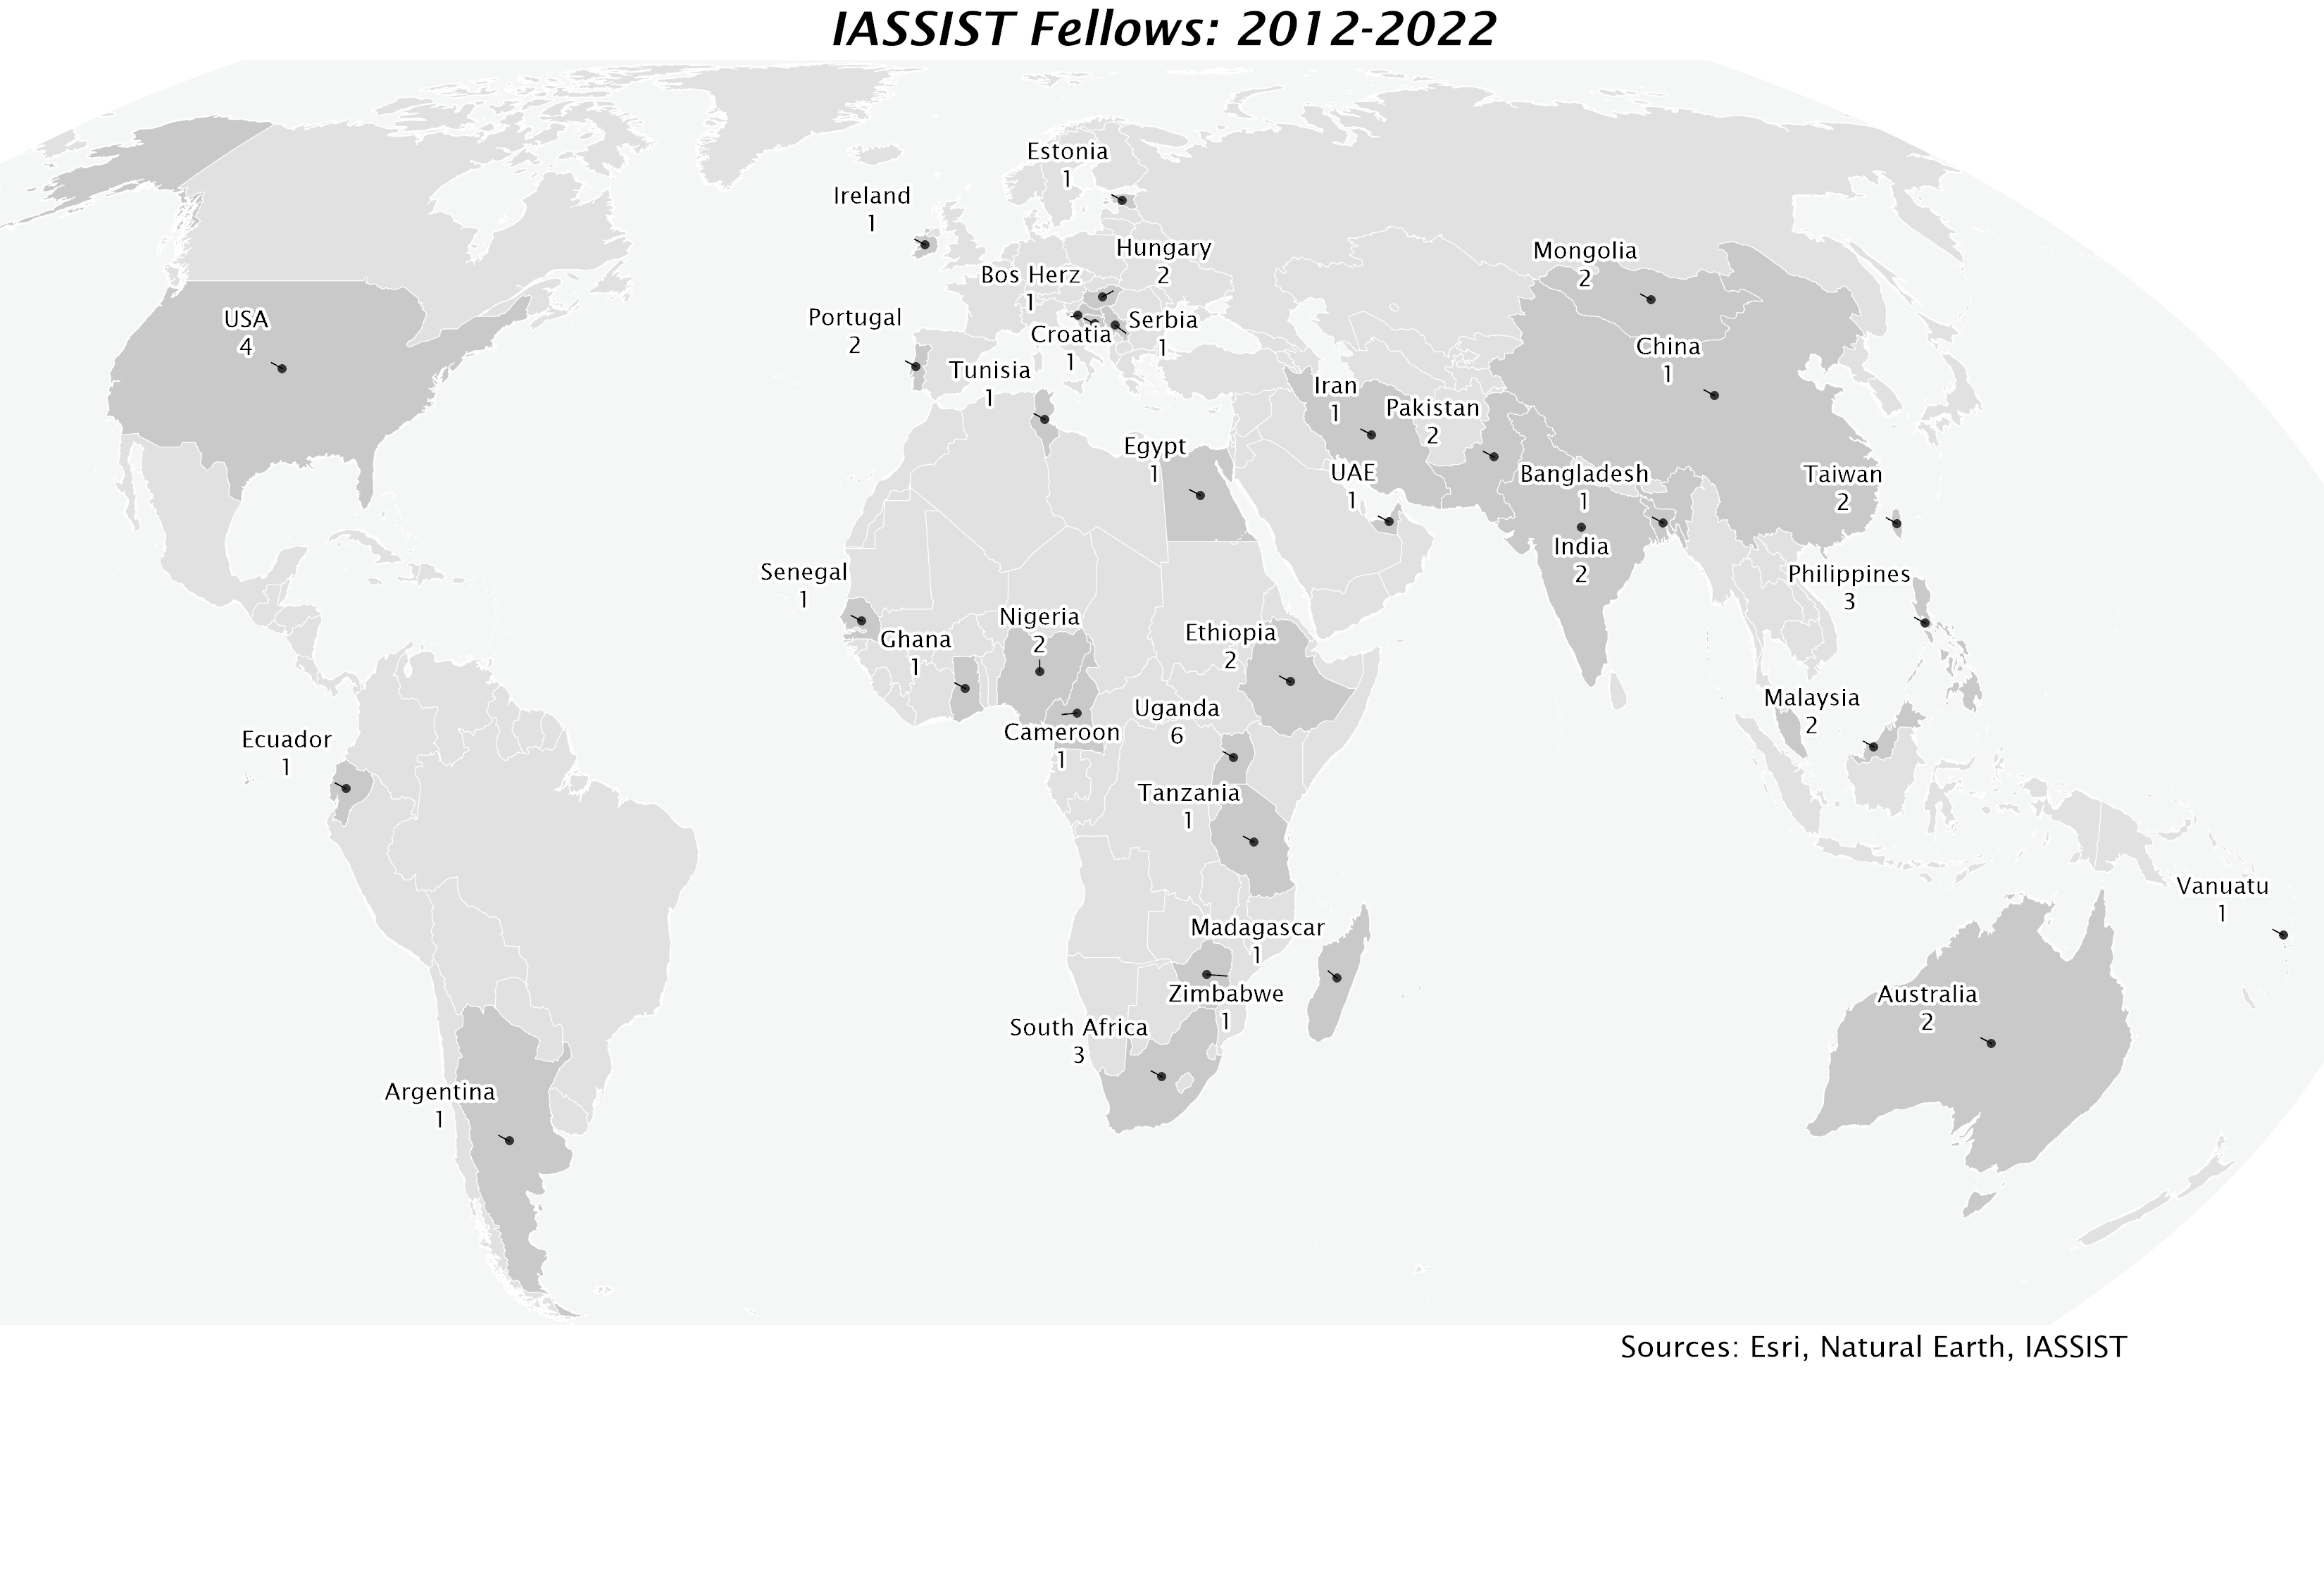 IASSIST Fellows: 2012-2022
Estonia
1
Ireland
1
Hungary
2
Bos Herz
1
Mongolia
2
USA
4
Portugal
2
Croatia
1
Serbia
1
China
1
Tunisia
1
Iran
1
Pakistan
2
Egypt
1
UAE
1
Bangladesh
1
Taiwan
2
India
2
Senegal
1
Philippines
3
Nigeria
2
Ghana
1
Ethiopia
2
Malaysia
2
Uganda
6
Cameroon
1
Ecuador
1
Tanzania
1
Vanuatu
1
Madagascar
1
Zimbabwe
1
Australia
2
South Africa
3
Argentina
1
Sources: Esri, Natural Earth, IASSIST